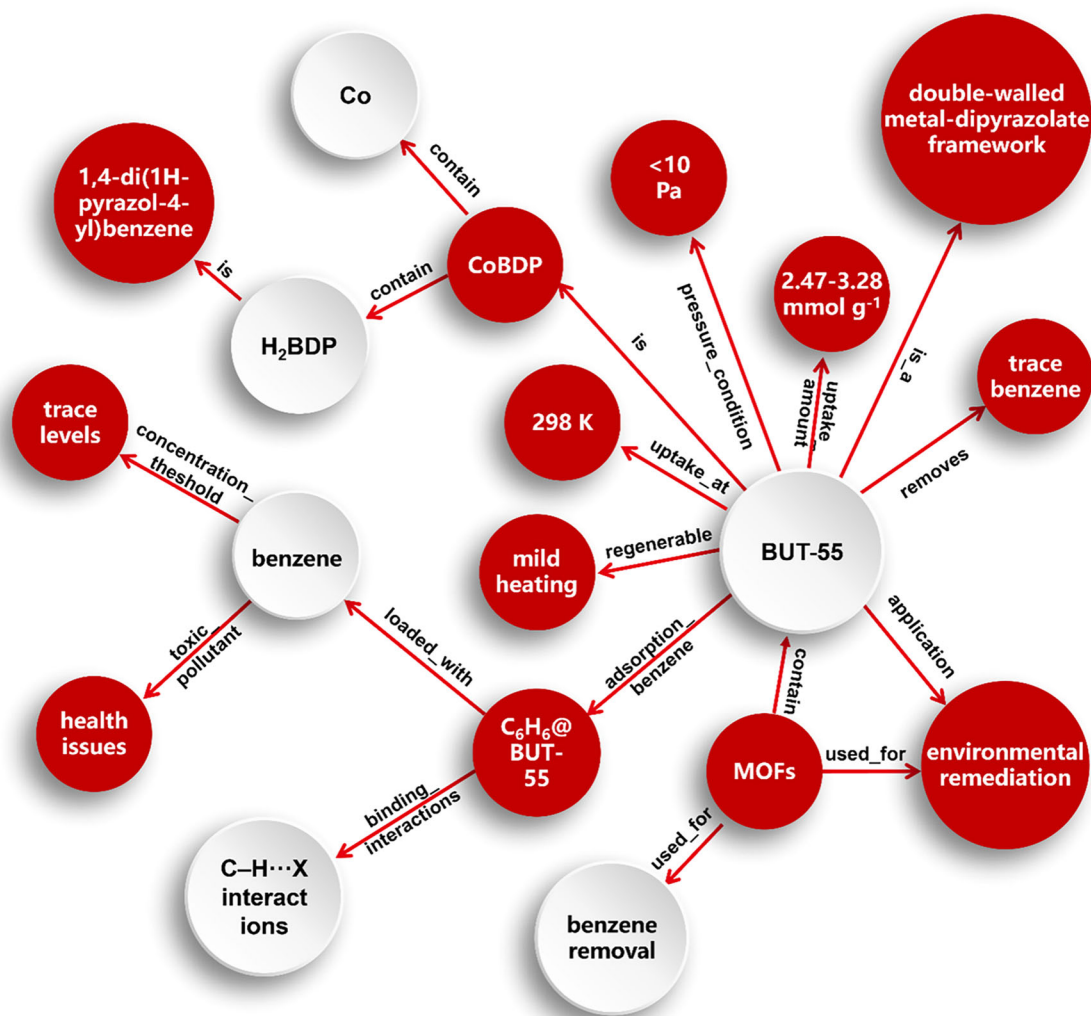 Co
double-walled
metal-dipyrazolate
framework
<10
Pa
1,4-di(1H-
pyrazol-4-
yl)benzene
contain
CoBDP
2.47-3.28
mmol g⁻¹
is
contain
H₂BDP
is
pressure_condition
uptake_
amount
is_a
trace
benzene
trace
levels
concentration_
theshold
298 K
uptake_at
removes
benzene
mild
heating
regenerable
BUT-55
toxic_
pollutant
loaded_with
adsorption_
benzene
contain
application
health
issues
C₆H₆@
BUT-
55
MOFs
used_for
environmental
remediation
binding_
interactions
used_for
C–H···X
interact
ions
benzene
removal